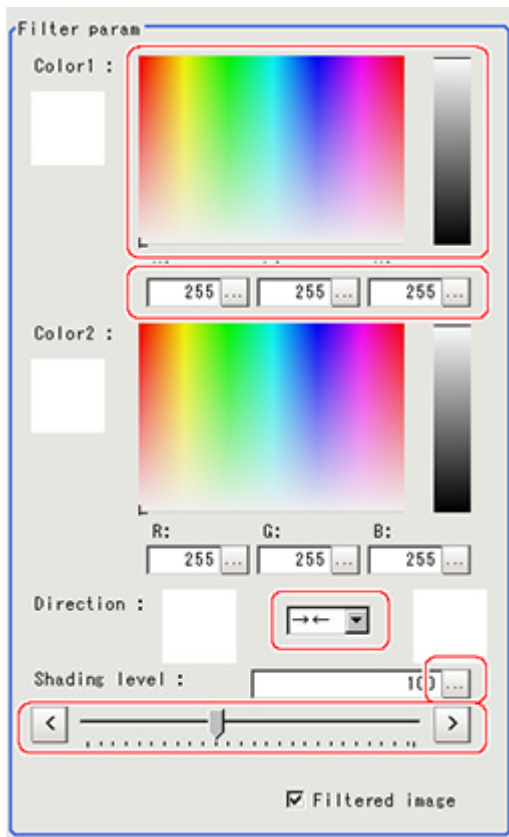 Filter param
Color1 :
255 ... 255 ... 255 ...
Color2 :
R: G: B:
255 ... 255 ... 255 ...
Direction : →←
Shading level : 100 ...
< >
Filtered image